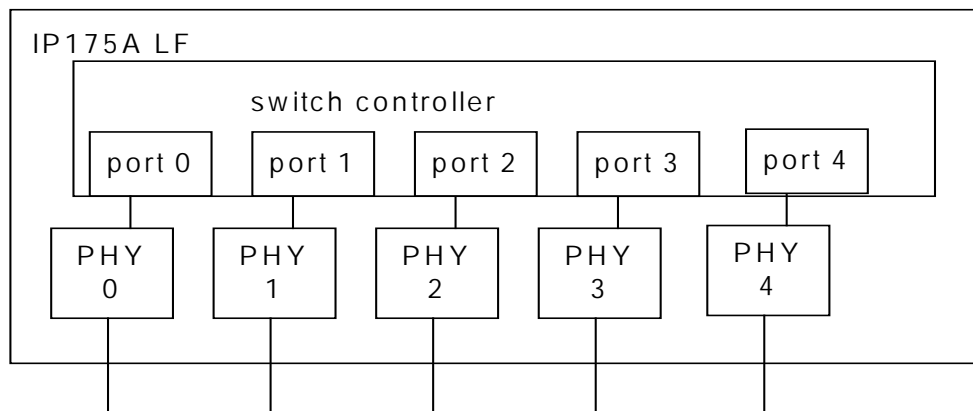 IP175A LF
switch controller
port 0
port 1
port 2
port 3
port 4
PHY
0
PHY
1
PHY
2
PHY
3
PHY
4